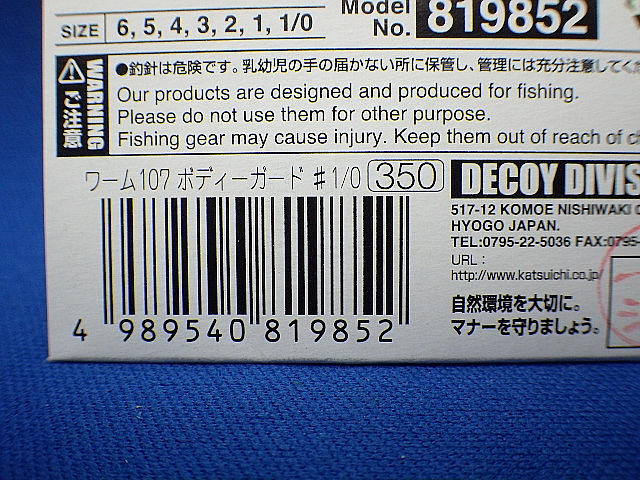 SIZE 6, 5, 4, 3, 2, 1, 1/0
Model No. 819852
WARNING ご注意
●釣針は危険です。乳幼児の手の届かない所に保管し、管理には充分注意してく
Our products are designed and produced for fishing.
Please do not use them for other purpose.
Fishing gear may cause injury. Keep them out of reach of
ワーム107 ボディーガード #1/0 350
DECOY DIVIS
517-12 KOMOE NISHIWAKI
HYOGO JAPAN.
TEL:0795-22-5036 FAX:0795-
URL:
http://www.katsuichi.co.jp/
自然環境を大切に。
マナーを守りましょう。
4 989540 819852